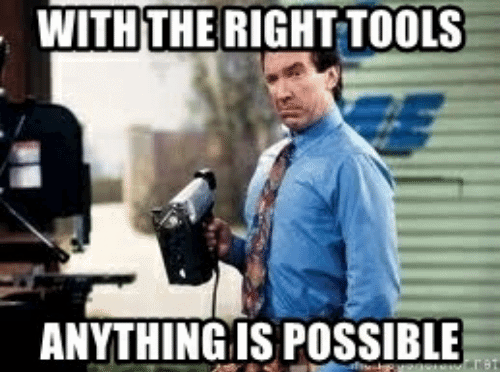 WITH THE RIGHT TOOLS
ANYTHING IS POSSIBLE